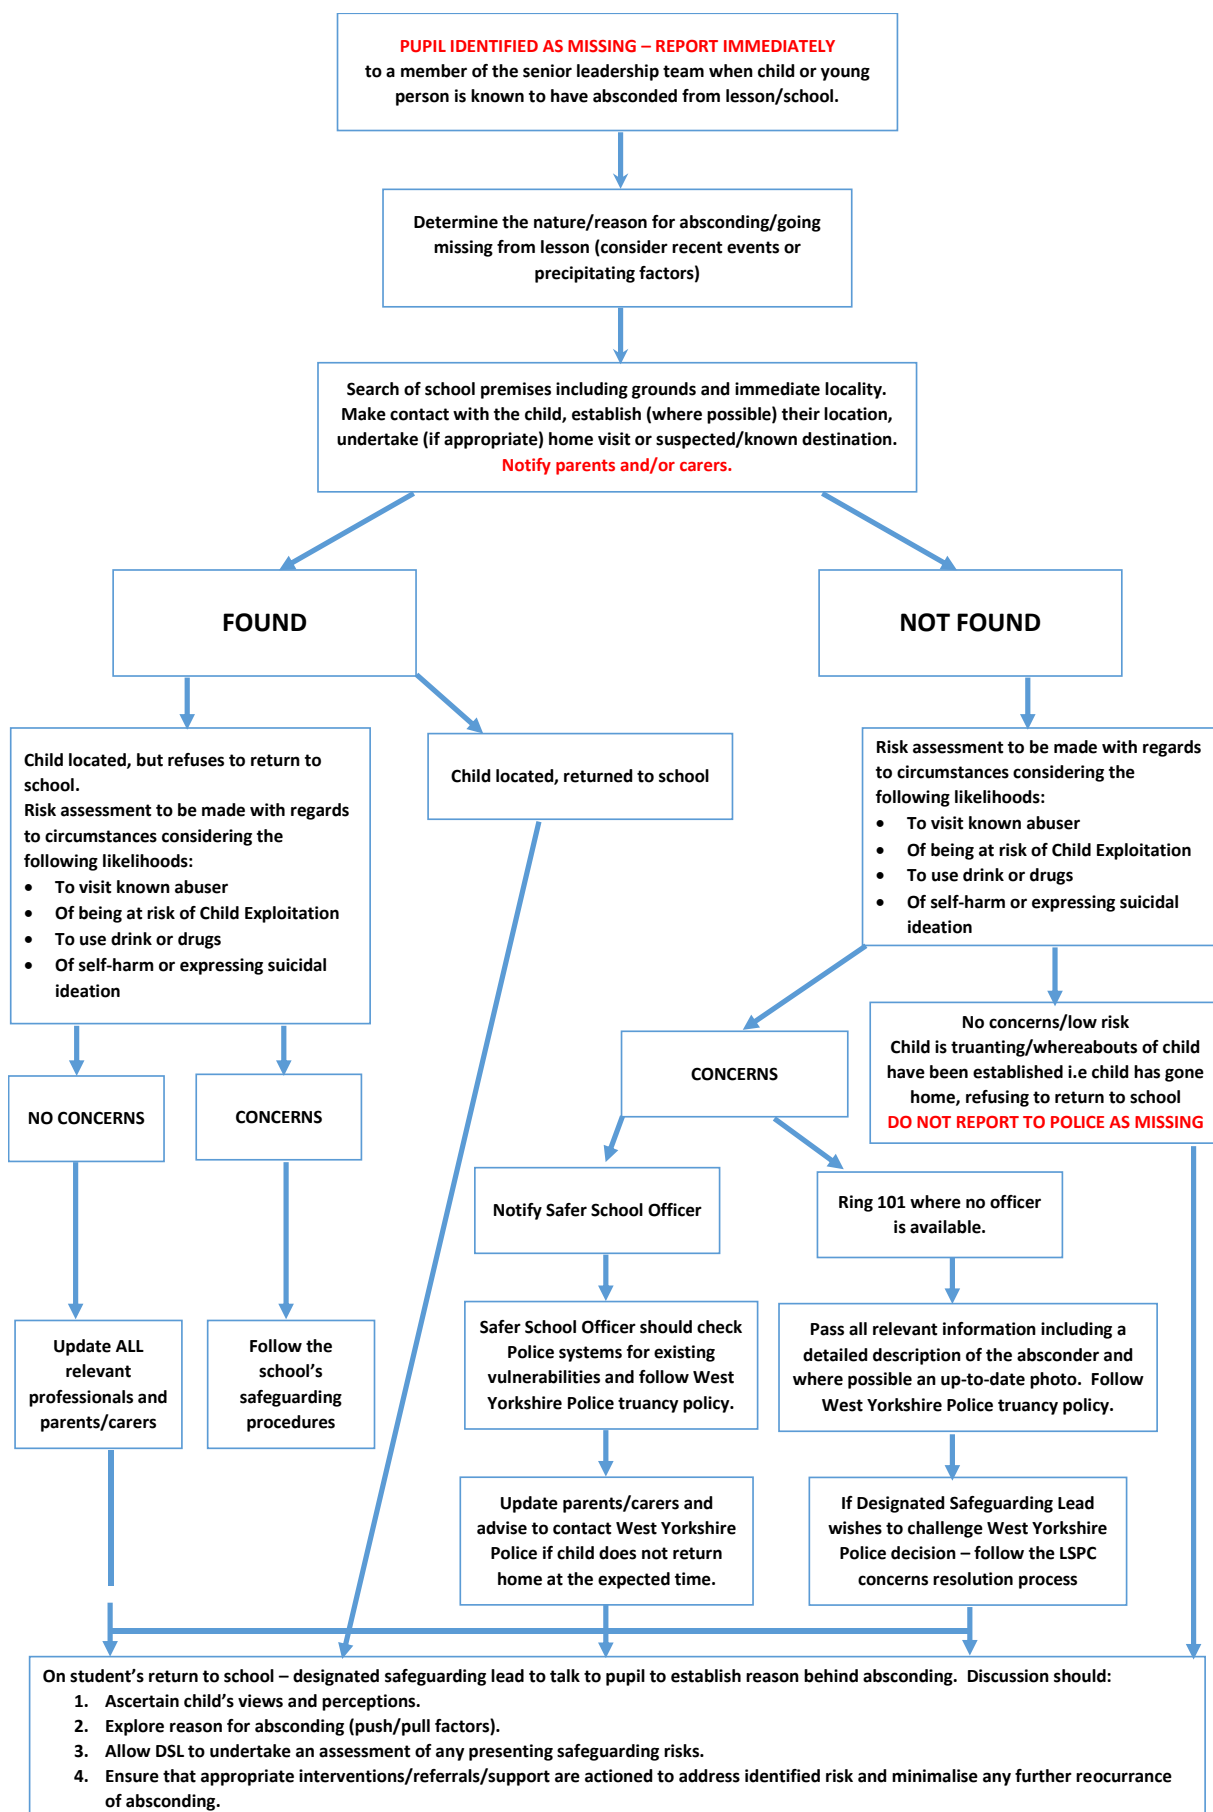 PUPIL IDENTIFIED AS MISSING – REPORT IMMEDIATELY
to a member of the senior leadership team when child or young
person is known to have absconded from lesson/school.
Determine the nature/reason for absconding/going
missing from lesson (consider recent events or
precipitating factors)
Search of school premises including grounds and immediate locality.
Make contact with the child, establish (where possible) their location,
undertake (if appropriate) home visit or suspected/known destination.
Notify parents and/or carers.
FOUND
NOT FOUND
Child located, but refuses to return to
school.
Risk assessment to be made with regards
to circumstances considering the
following likelihoods:
• To visit known abuser
• Of being at risk of Child Exploitation
• To use drink or drugs
• Of self-harm or expressing suicidal
ideation
Child located, returned to school
Risk assessment to be made with regards
to circumstances considering the
following likelihoods:
• To visit known abuser
• Of being at risk of Child Exploitation
• To use drink or drugs
• Of self-harm or expressing suicidal
ideation
NO CONCERNS
CONCERNS
CONCERNS
No concerns/low risk
Child is truanting/whereabouts of child
have been established i.e child has gone
home, refusing to return to school
DO NOT REPORT TO POLICE AS MISSING
Notify Safer School Officer
Ring 101 where no officer
is available.
Update ALL
relevant
professionals and
parents/carers
Follow the
school's
safeguarding
procedures
Safer School Officer should check
Police systems for existing
vulnerabilities and follow West
Yorkshire Police truancy policy.
Pass all relevant information including a
detailed description of the absconder and
where possible an up-to-date photo. Follow
West Yorkshire Police truancy policy.
Update parents/carers and
advise to contact West Yorkshire
Police if child does not return
home at the expected time.
If Designated Safeguarding Lead
wishes to challenge West Yorkshire
Police decision – follow the LSPC
concerns resolution process
On student's return to school – designated safeguarding lead to talk to pupil to establish reason behind absconding. Discussion should:
1. Ascertain child's views and perceptions.
2. Explore reason for absconding (push/pull factors).
3. Allow DSL to undertake an assessment of any presenting safeguarding risks.
4. Ensure that appropriate interventions/referrals/support are actioned to address identified risk and minimalise any further reocurrance
of absconding.